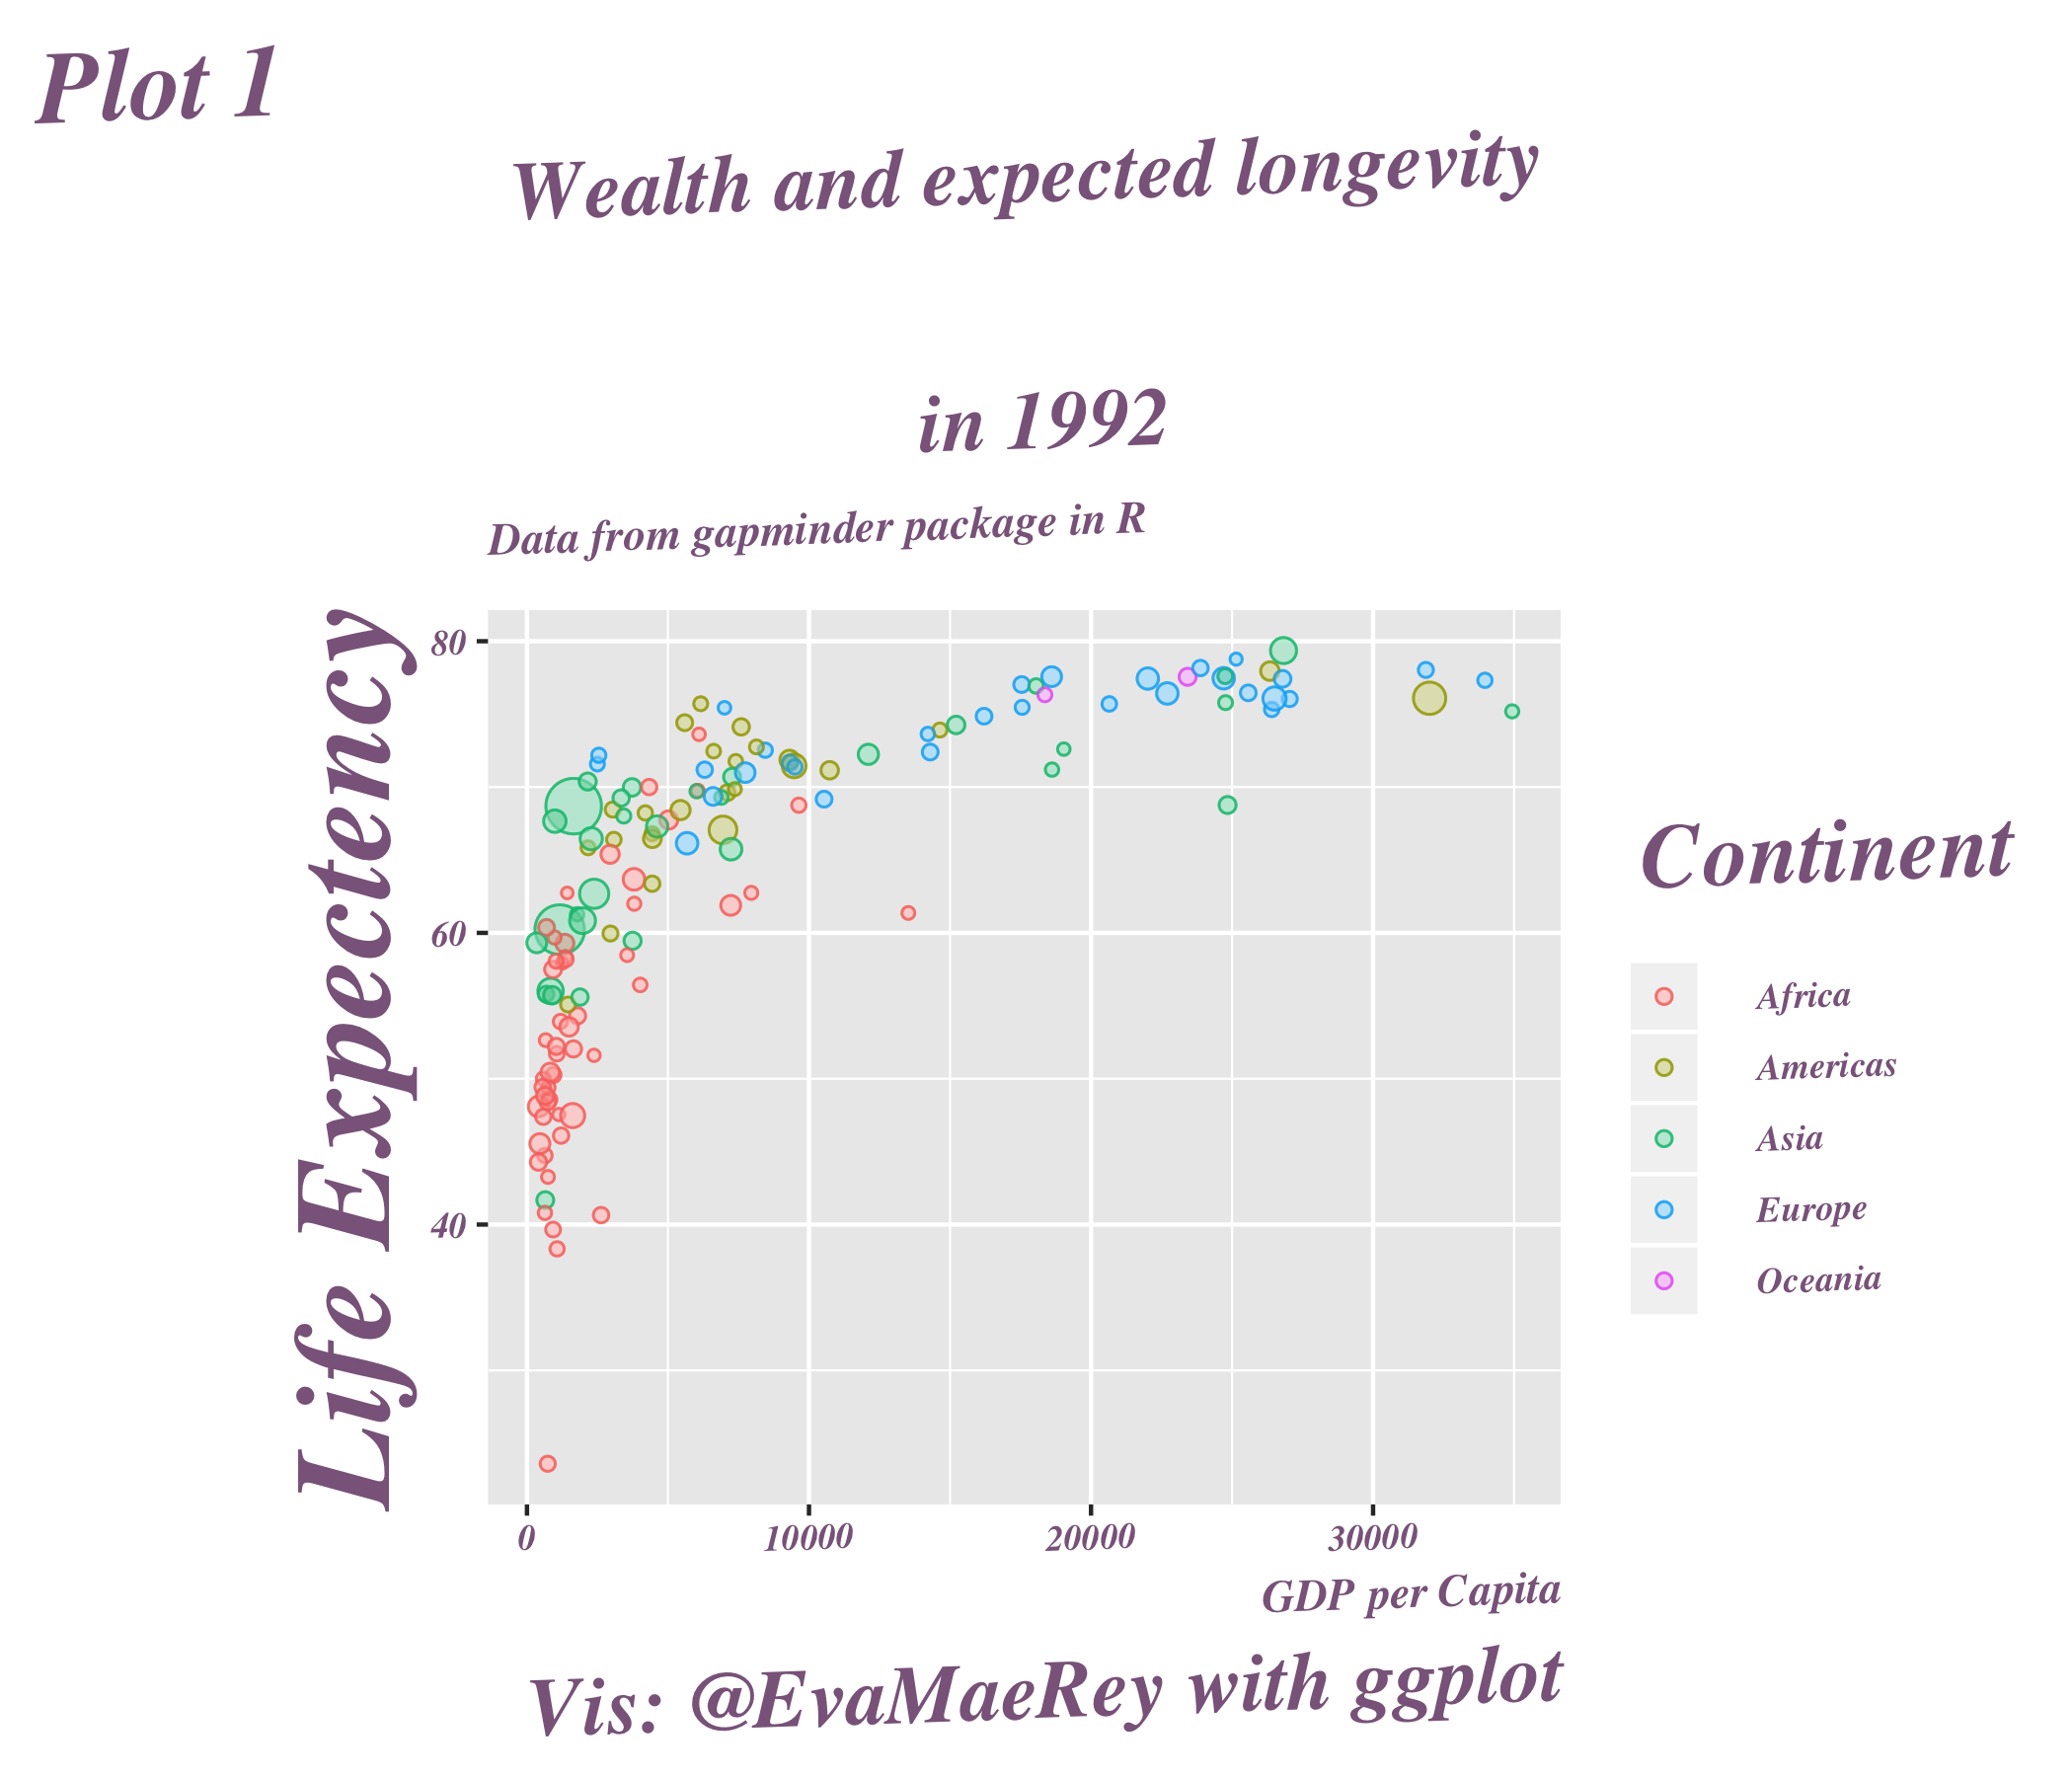 Plot 1
Wealth and expected longevity
in 1992
Data from gapminder package in R
Life Expectency
80
60
40
0
10000
20000
30000
GDP per Capita
Continent
Africa
Americas
Asia
Europe
Oceania
Vis: @EvaMaeRey with ggplot